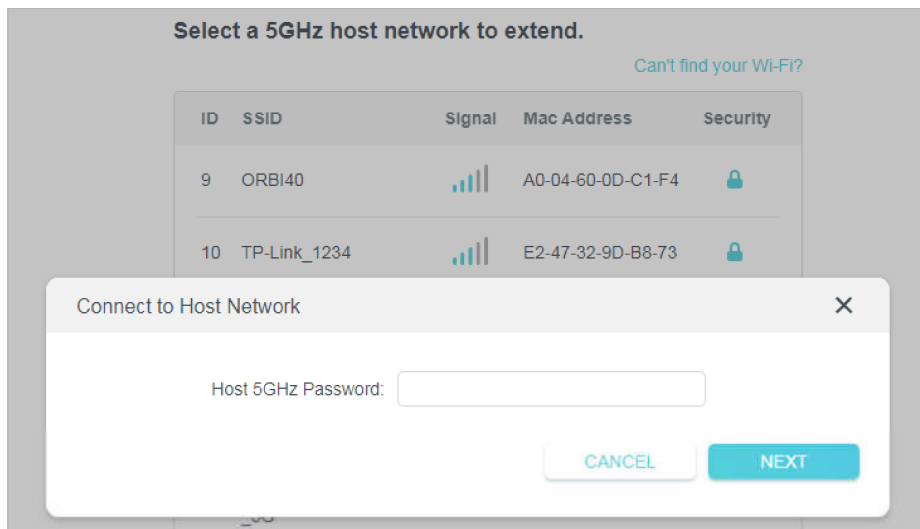 Select a 5GHz host network to extend.
Can't find your Wi-Fi?
ID SSID Signal Mac Address Security
9 ORBI40 A0-04-60-0D-C1-F4
10 TP-Link_1234 E2-47-32-9D-B8-73
Connect to Host Network
Host 5GHz Password:
CANCEL NEXT